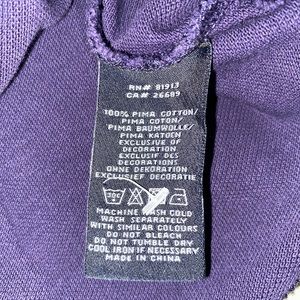 RN# 81913
CA# 26689
100% PIMA COTTON/
PIMA COTON/
PIMA BAUMWOLLE/
PIMA KATOEN
EXCLUSIVE OF
DECORATION
EXCLUSIF DES
DECORATIONS
OHNE DEKORATION
EXCLUSIEF DECORATIE
30C
MACHINE WASH COLD
WASH SEPARATELY
WITH SIMILAR COLOURS
DO NOT BLEACH
DO NOT TUMBLE DRY
COOL IRON IF NECESSARY
MADE IN CHINA